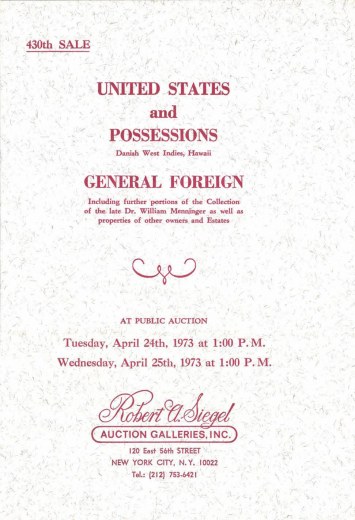 430th SALE
UNITED STATES
and
POSSESSIONS
Danish West Indies, Hawaii
GENERAL FOREIGN
Including further portions of the Collection
of the late Dr. William Menninger as well as
properties of other owners and Estates
AT PUBLIC AUCTION
Tuesday, April 24th, 1973 at 1:00 P.M.
Wednesday, April 25th, 1973 at 1:00 P.M.
Robert A. Siegel
AUCTION GALLERIES, INC.
120 East 56th STREET
NEW YORK CITY, N.Y. 10022
Tel.: (212) 753-6421